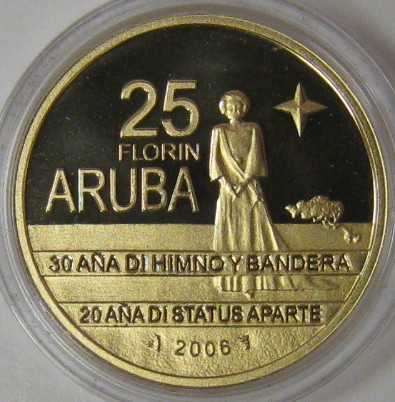 25
FLORIN
ARUBA
30 AÑA DI HIMNO Y BANDERA
20 AÑA DI STATUS APARTE
2006